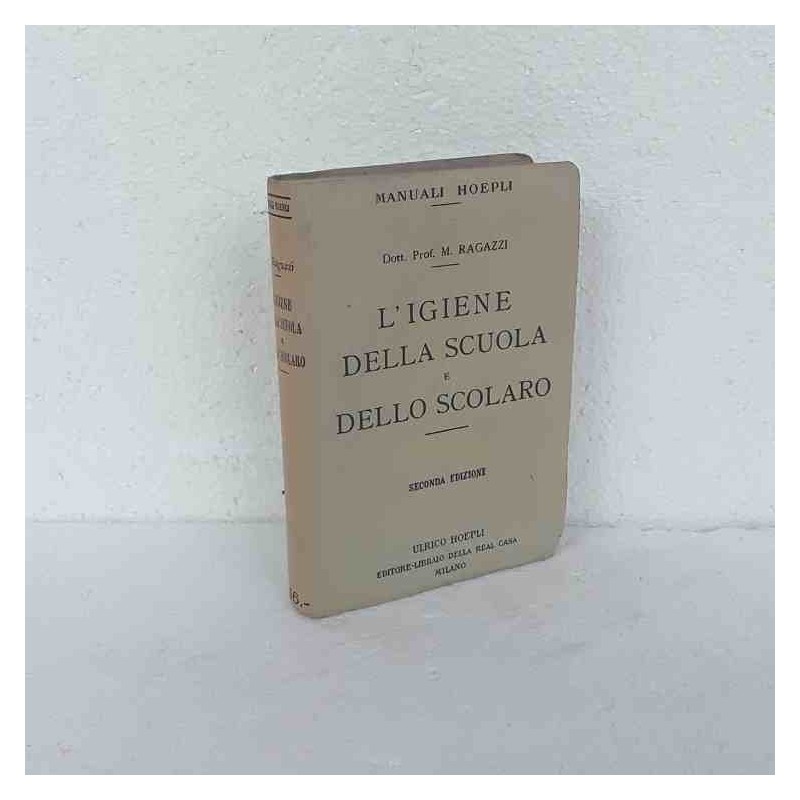 MANUALI HOEPLI
Dott. Prof. M. RAGAZZI
L'IGIENE
DELLA SCUOLA
E
DELLO SCOLARO
SECONDA EDIZIONE
ULRICO HOEPLI
EDITORE-LIBRAIO DELLA REAL CASA
MILANO